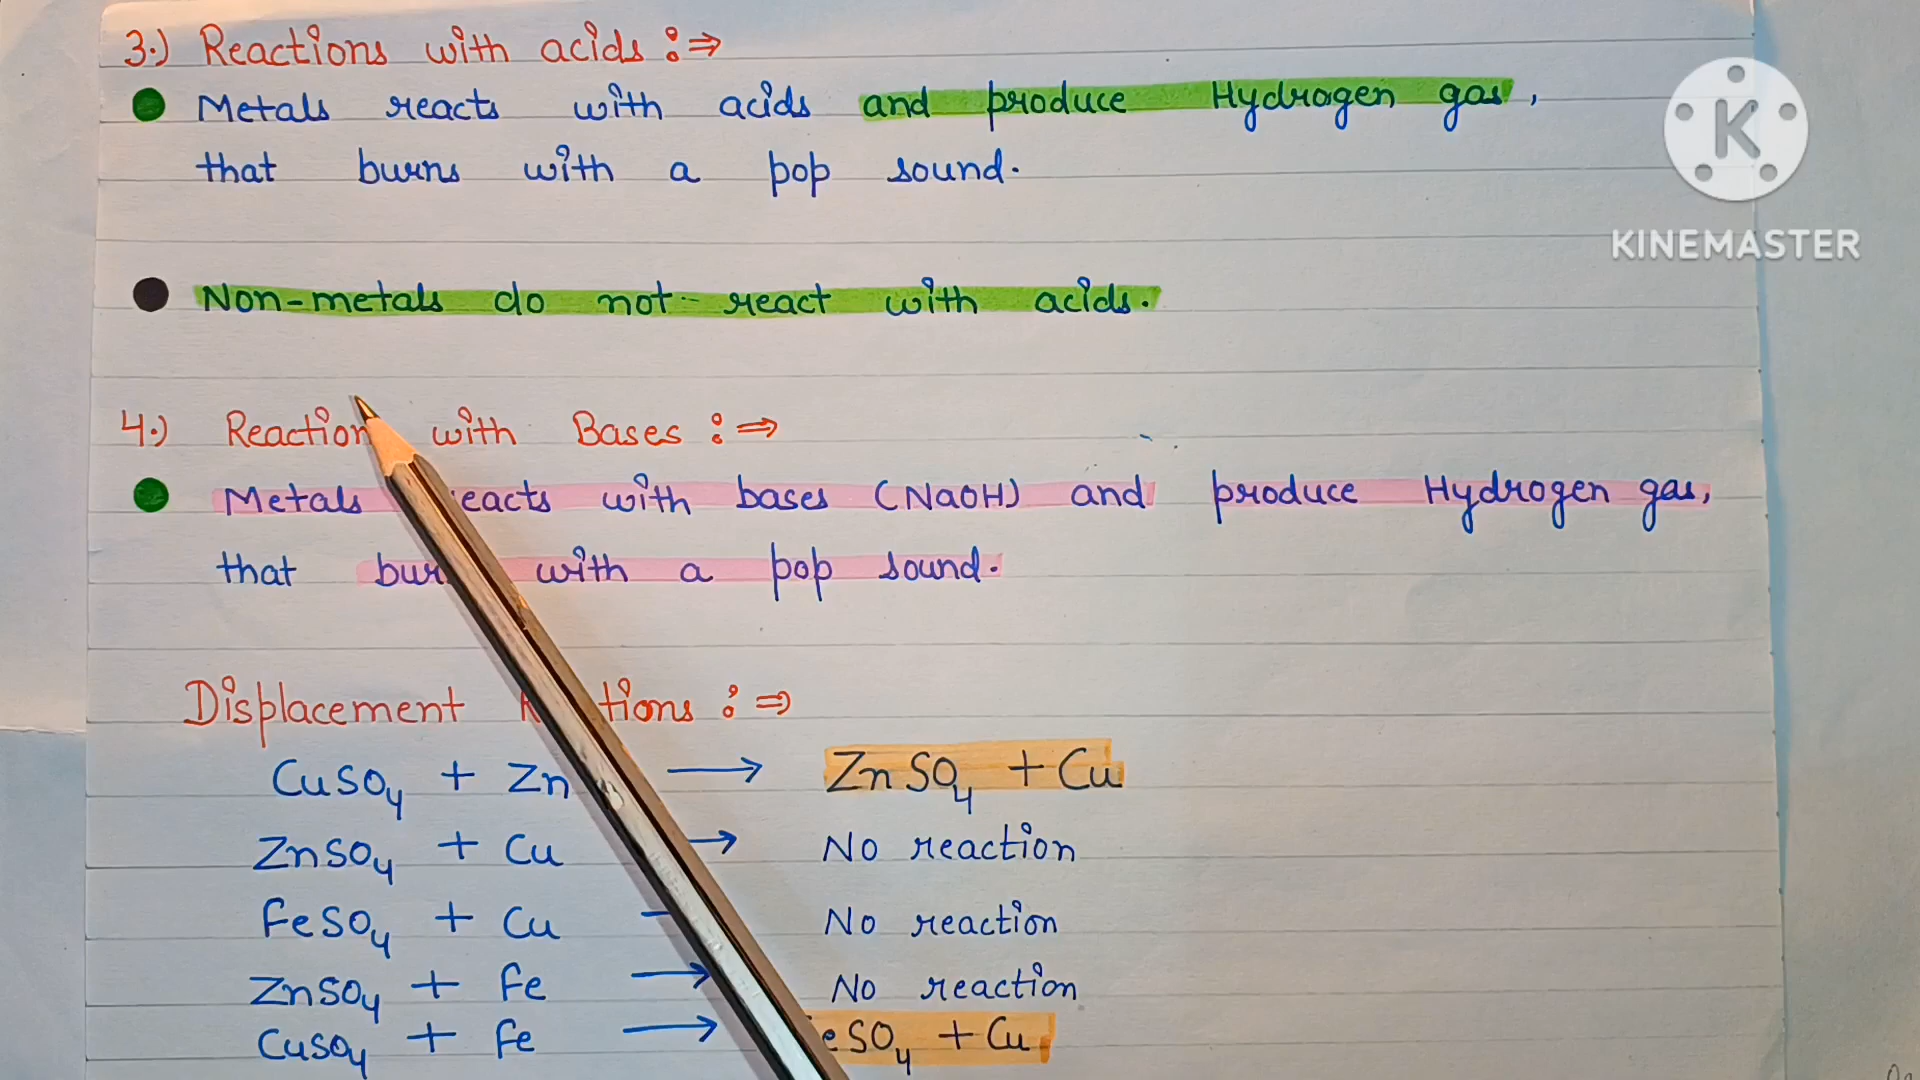 3.) Reactions with acids :⇒
● Metals reacts with acids and produce Hydrogen gas,
that burns with a pop sound.
K
KINEMASTER
● Non-metals do not react with acids.
4.) Reaction with Bases :⇒
● Metals eacts with bases (NaOH) and produce Hydrogen gas,
that bur with a pop sound.
Displacement tions :⇒
CuSO₄ + Zn → ZnSO₄ + Cu
ZnSO₄ + Cu → No reaction
FeSO₄ + Cu No reaction
ZnSO₄ + Fe → No reaction
CuSO₄ + Fe → eSO₄ + Cu